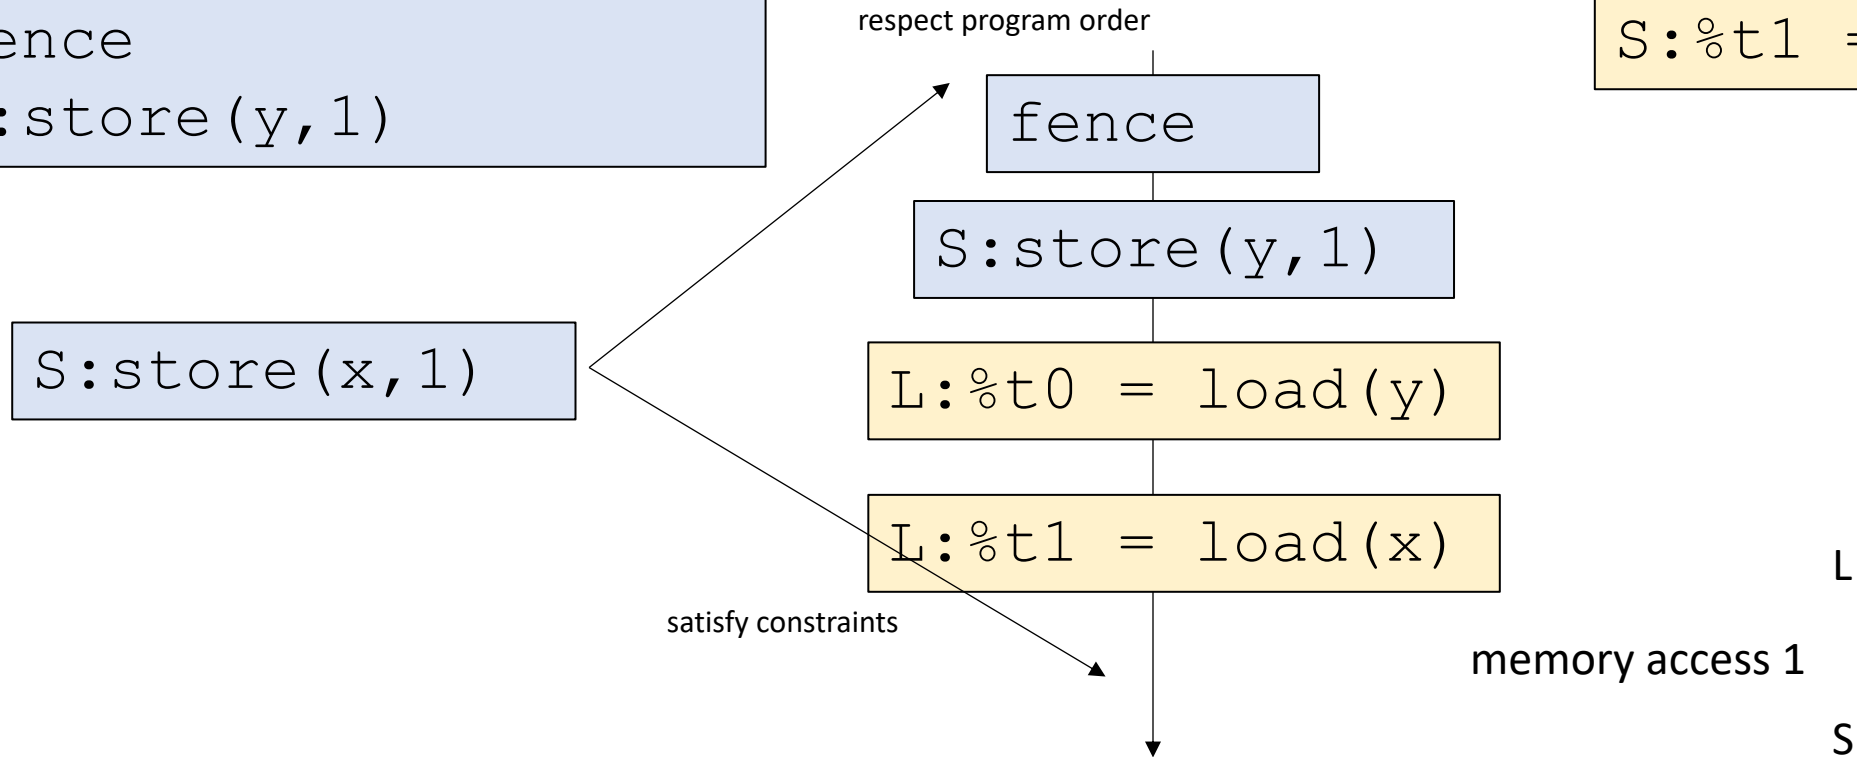 ence
:store(y,1)
respect program order
S:%t1 =
fence
S:store(y,1)
S:store(x,1)
L:%t0 = load(y)
L:%t1 = load(x)
satisfy constraints
L
memory access 1
S